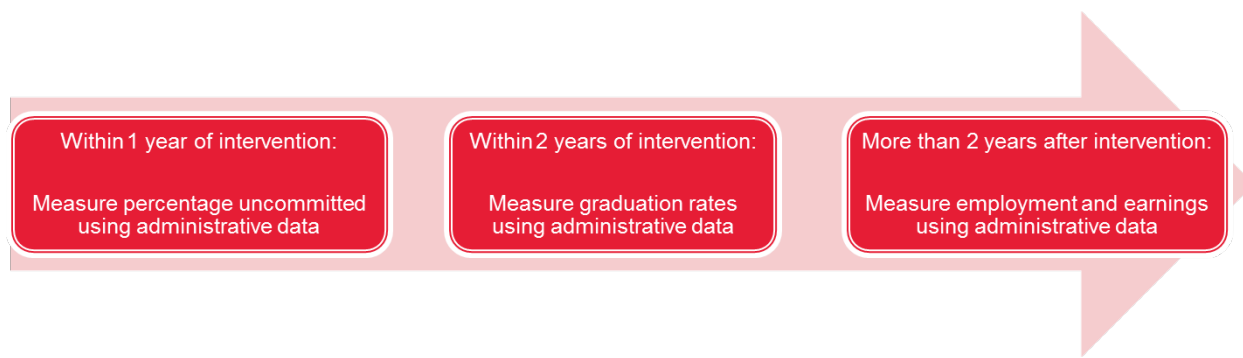 Within 1 year of intervention:
Measure percentage uncommitted
using administrative data
Within 2 years of intervention:
Measure graduation rates
using administrative data
More than 2 years after intervention:
Measure employment and earnings
using administrative data